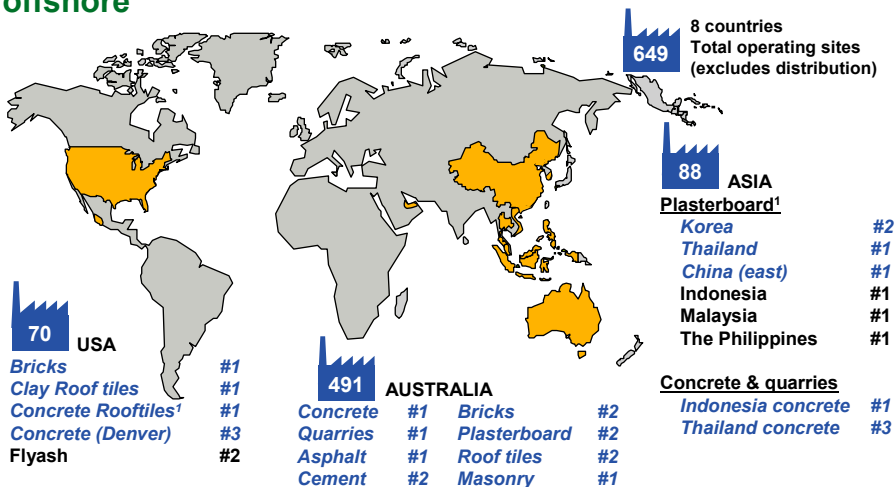 offshore
649
8 countries
Total operating sites
(excludes distribution)
88
ASIA
Plasterboard¹
Korea #2
Thailand #1
China (east) #1
Indonesia #1
Malaysia #1
The Philippines #1
Concrete & quarries
Indonesia concrete #1
Thailand concrete #3
70
USA
Bricks #1
Clay Roof tiles #1
Concrete Rooftiles¹ #1
Concrete (Denver) #3
Flyash #2
491
AUSTRALIA
Concrete #1 Bricks #2
Quarries #1 Plasterboard #2
Asphalt #1 Roof tiles #2
Cement #2 Masonry #1